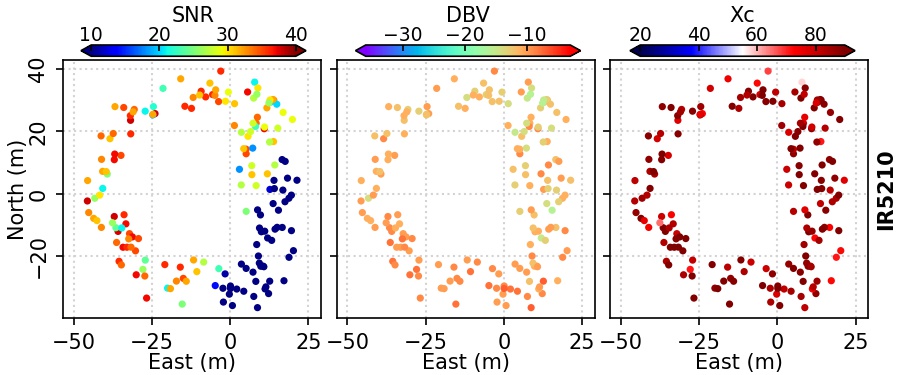 SNR DBV Xc
10 20 30 40 −30 −20 −10 20 40 60 80
40
20
0
−20
North (m)
−50 −25 0 25 −50 −25 0 25 −50 −25 0 25
East (m) East (m) East (m)
IR5210